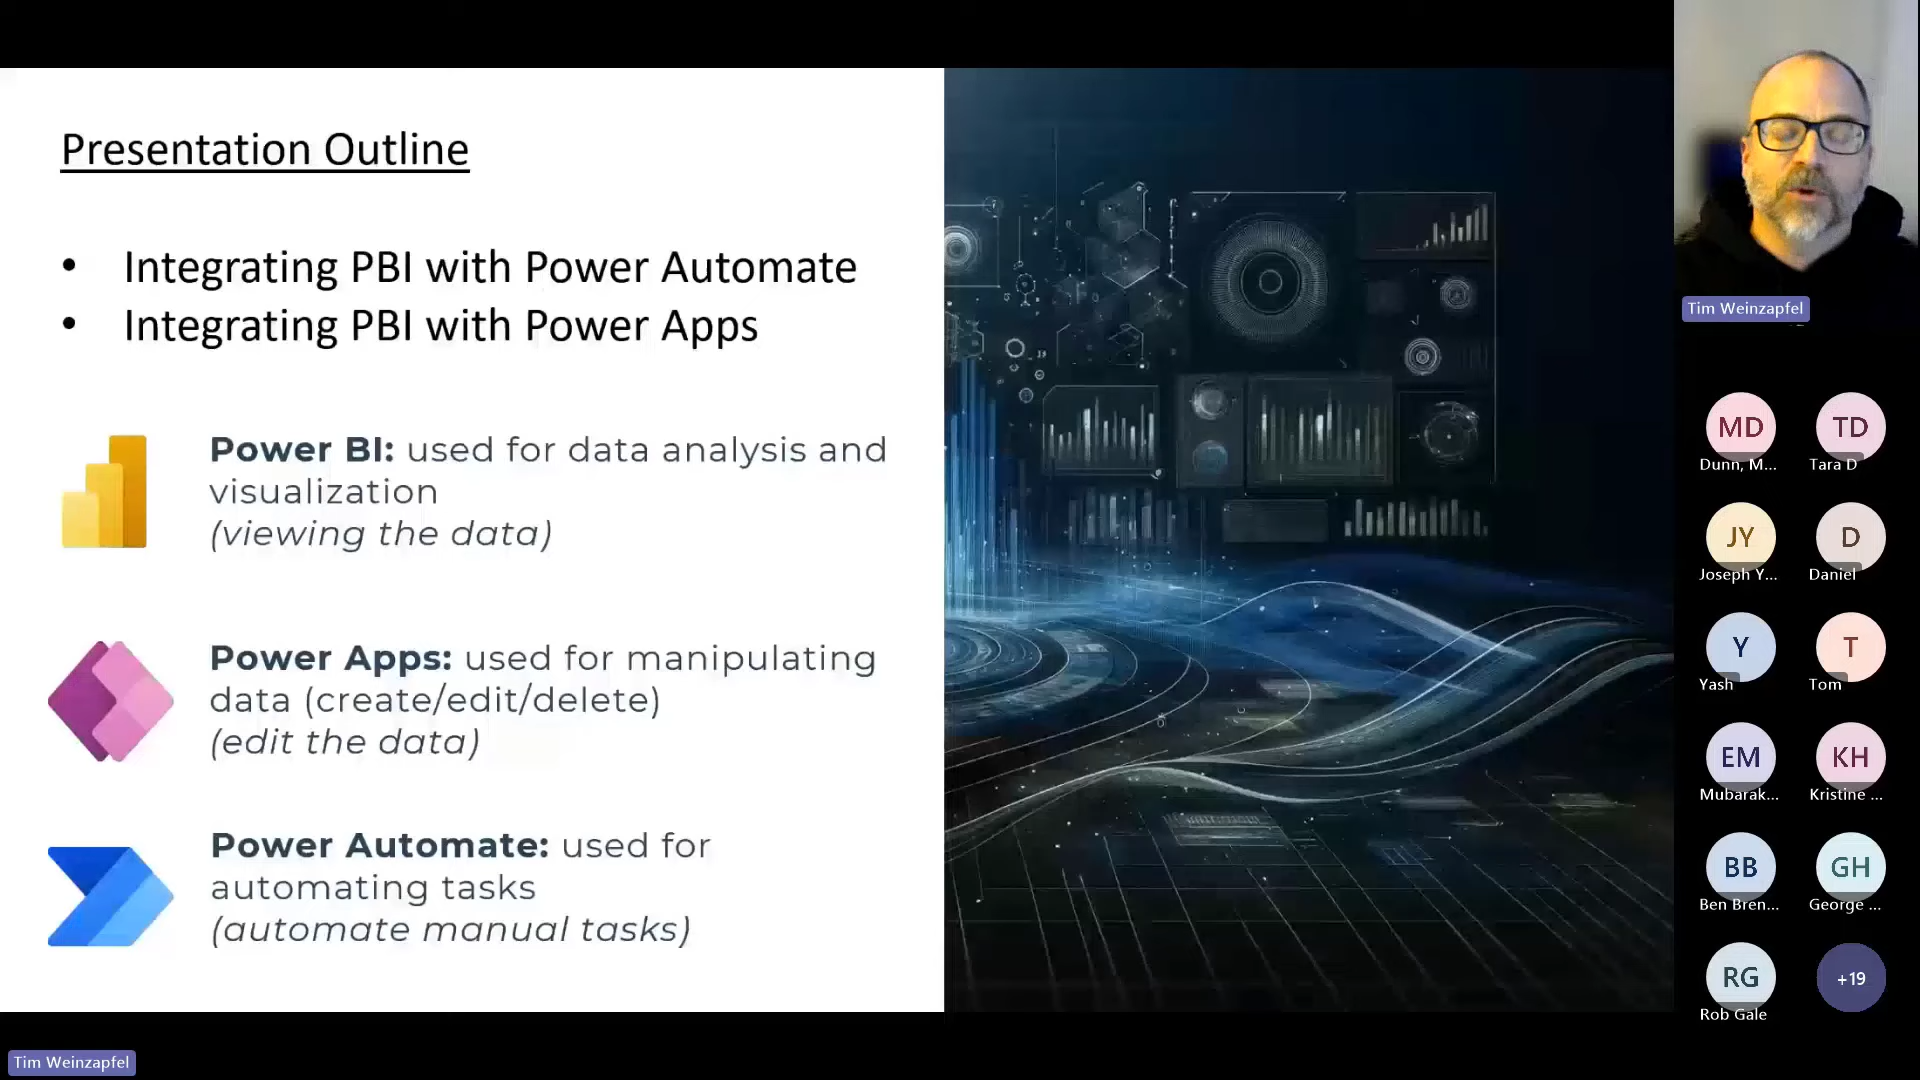 Presentation Outline
• Integrating PBI with Power Automate
• Integrating PBI with Power Apps
Power BI: used for data analysis and
visualization
(viewing the data)
Power Apps: used for manipulating
data (create/edit/delete)
(edit the data)
Power Automate: used for
automating tasks
(automate manual tasks)
Tim Weinzapfel
Tim Weinzapfel
MD
Dunn, M...
TD
Tara D
JY
Joseph Y...
D
Daniel
Y
Yash
T
Tom
EM
Mubarak...
KH
Kristine ...
BB
Ben Bren...
GH
George ...
RG
Rob Gale
+19